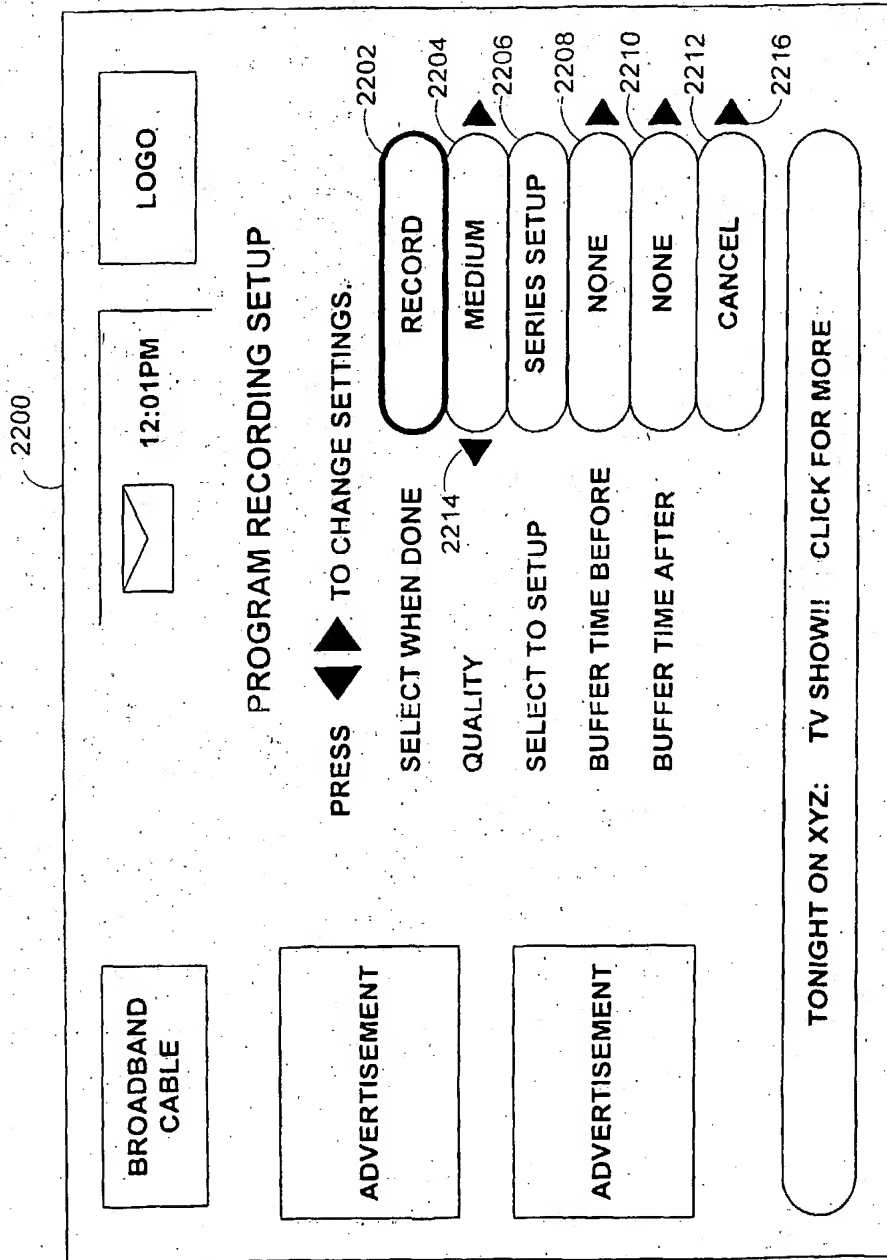 2200
BROADBAND
CABLE
12:01PM
LOGO
PROGRAM RECORDING SETUP
PRESS ◀ ▶ TO CHANGE SETTINGS.
SELECT WHEN DONE RECORD 2202
QUALITY 2214 ◀ MEDIUM ▶ 2204
SELECT TO SETUP SERIES SETUP 2206
BUFFER TIME BEFORE NONE ▶ 2208
BUFFER TIME AFTER NONE ▶ 2210
CANCEL ▶ 2212
2216
ADVERTISEMENT
ADVERTISEMENT
TONIGHT ON XYZ: TV SHOW!! CLICK FOR MORE